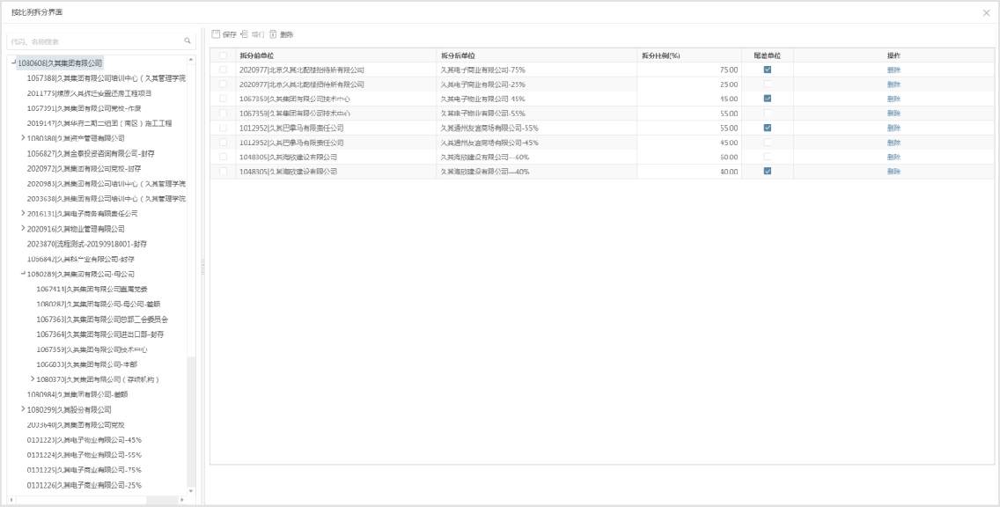 按比例拆分界面
代码、名称搜索
保存 增行 删除
1080608|久其集团有限公司
1067388|久其集团有限公司培训中心（久其管理学院
2011775|燎原久其拆迁安置还房工程项目
1067391|久其集团有限公司党校-作废
2019147|久其华府二期二组团（南区）施工工程
1080380|久其资产管理有限公司
1066827|久其金泰投资咨询有限公司-封存
2020972|久其集团有限公司党校-封存
2020983|久其集团有限公司培训中心（久其管理学院
2003638|久其集团有限公司培训中心（久其管理学院
2016131|久其电子商务有限责任公司
2020916|久其物业管理有限公司
2023870|流程测试-20190918001-封存
1066842|久其科产业有限公司-封存
1080289|久其集团有限公司-母公司
1067414|久其集团有限公司直属党委
1080287|久其集团有限公司-母公司-差额
1067363|久其集团有限公司总部工会委员会
1067364|久其集团有限公司进出口部-封存
1067359|久其集团有限公司技术中心
1066833|久其集团有限公司-本部
1080370|久其集团有限公司（存续机构）
1080984|久其集团有限公司-差额
1080299|久其股份有限公司
2003640|久其集团有限公司党校
0101223|久其电子物业有限公司-45%
0101224|久其电子物业有限公司-55%
0101225|久其电子商业有限公司-75%
0101226|久其电子商业有限公司-25%
拆分前单位 拆分后单位 拆分比例(%) 尾差单位 操作
2020977|北京久其北配楼招待所有限公司 久其电子商业有限公司-75% 75.00 删除
2020977|北京久其北配楼招待所有限公司 久其电子商业有限公司-25% 25.00 删除
1067359|久其集团有限公司技术中心 久其电子物业有限公司-45% 45.00 删除
1067359|久其集团有限公司技术中心 久其电子物业有限公司-55% 55.00 删除
1012952|久其巴拿马有限责任公司 久其通州友谊商场有限公司-55% 55.00 删除
1012952|久其巴拿马有限责任公司 久其通州友谊商场有限公司-45% 45.00 删除
1048305|久其海欣建设有限公司 久其海欣建设有限公司—60% 60.00 删除
1048305|久其海欣建设有限公司 久其海欣建设有限公司—40% 40.00 删除